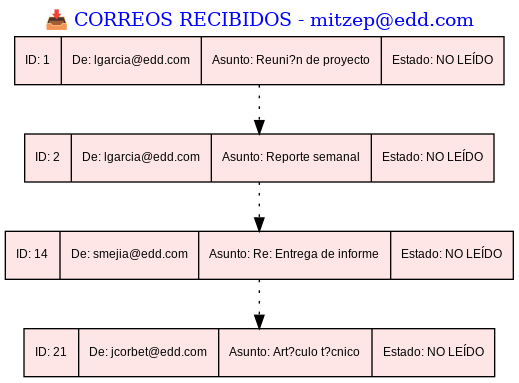 📥 CORREOS RECIBIDOS - mitzep@edd.com
ID: 1 De: lgarcia@edd.com Asunto: Reuni?n de proyecto Estado: NO LEÍDO
ID: 2 De: lgarcia@edd.com Asunto: Reporte semanal Estado: NO LEÍDO
ID: 14 De: smejia@edd.com Asunto: Re: Entrega de informe Estado: NO LEÍDO
ID: 21 De: jcorbet@edd.com Asunto: Art?culo t?cnico Estado: NO LEÍDO